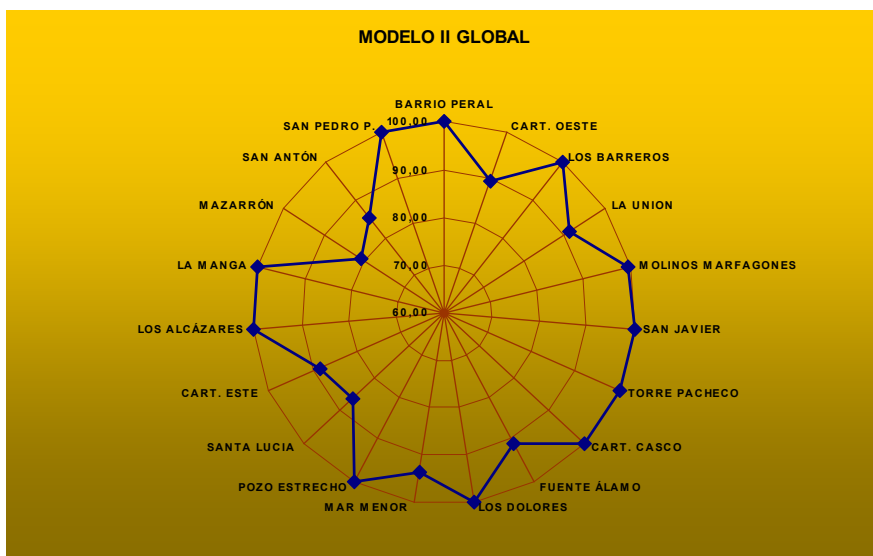 MODELO II GLOBAL
BARRIO PERAL
SAN PEDRO P.
100,00
CART. OESTE
SAN ANTÓN
LOS BARREROS
90,00
MAZARRÓN
LA UNION
80,00
LA MANGA
70,00
MOLINOS MARFAGONES
60,00
LOS ALCÁZARES
SAN JAVIER
CART. ESTE
TORRE PACHECO
SANTA LUCIA
CART. CASCO
POZO ESTRECHO
FUENTE ÁLAMO
MAR MENOR
LOS DOLORES